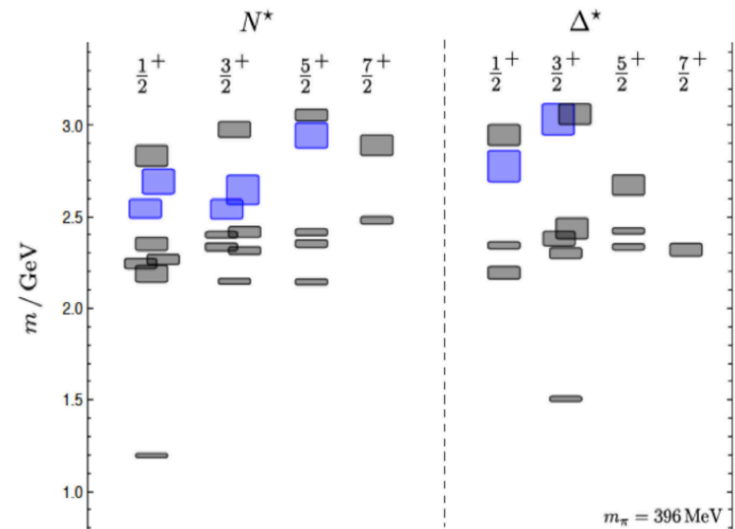 N⋆ Δ⋆
1/2+ 3/2+ 5/2+ 7/2+ 1/2+ 3/2+ 5/2+ 7/2+
3.0
2.5
m / GeV
2.0
1.5
1.0
mπ = 396 MeV